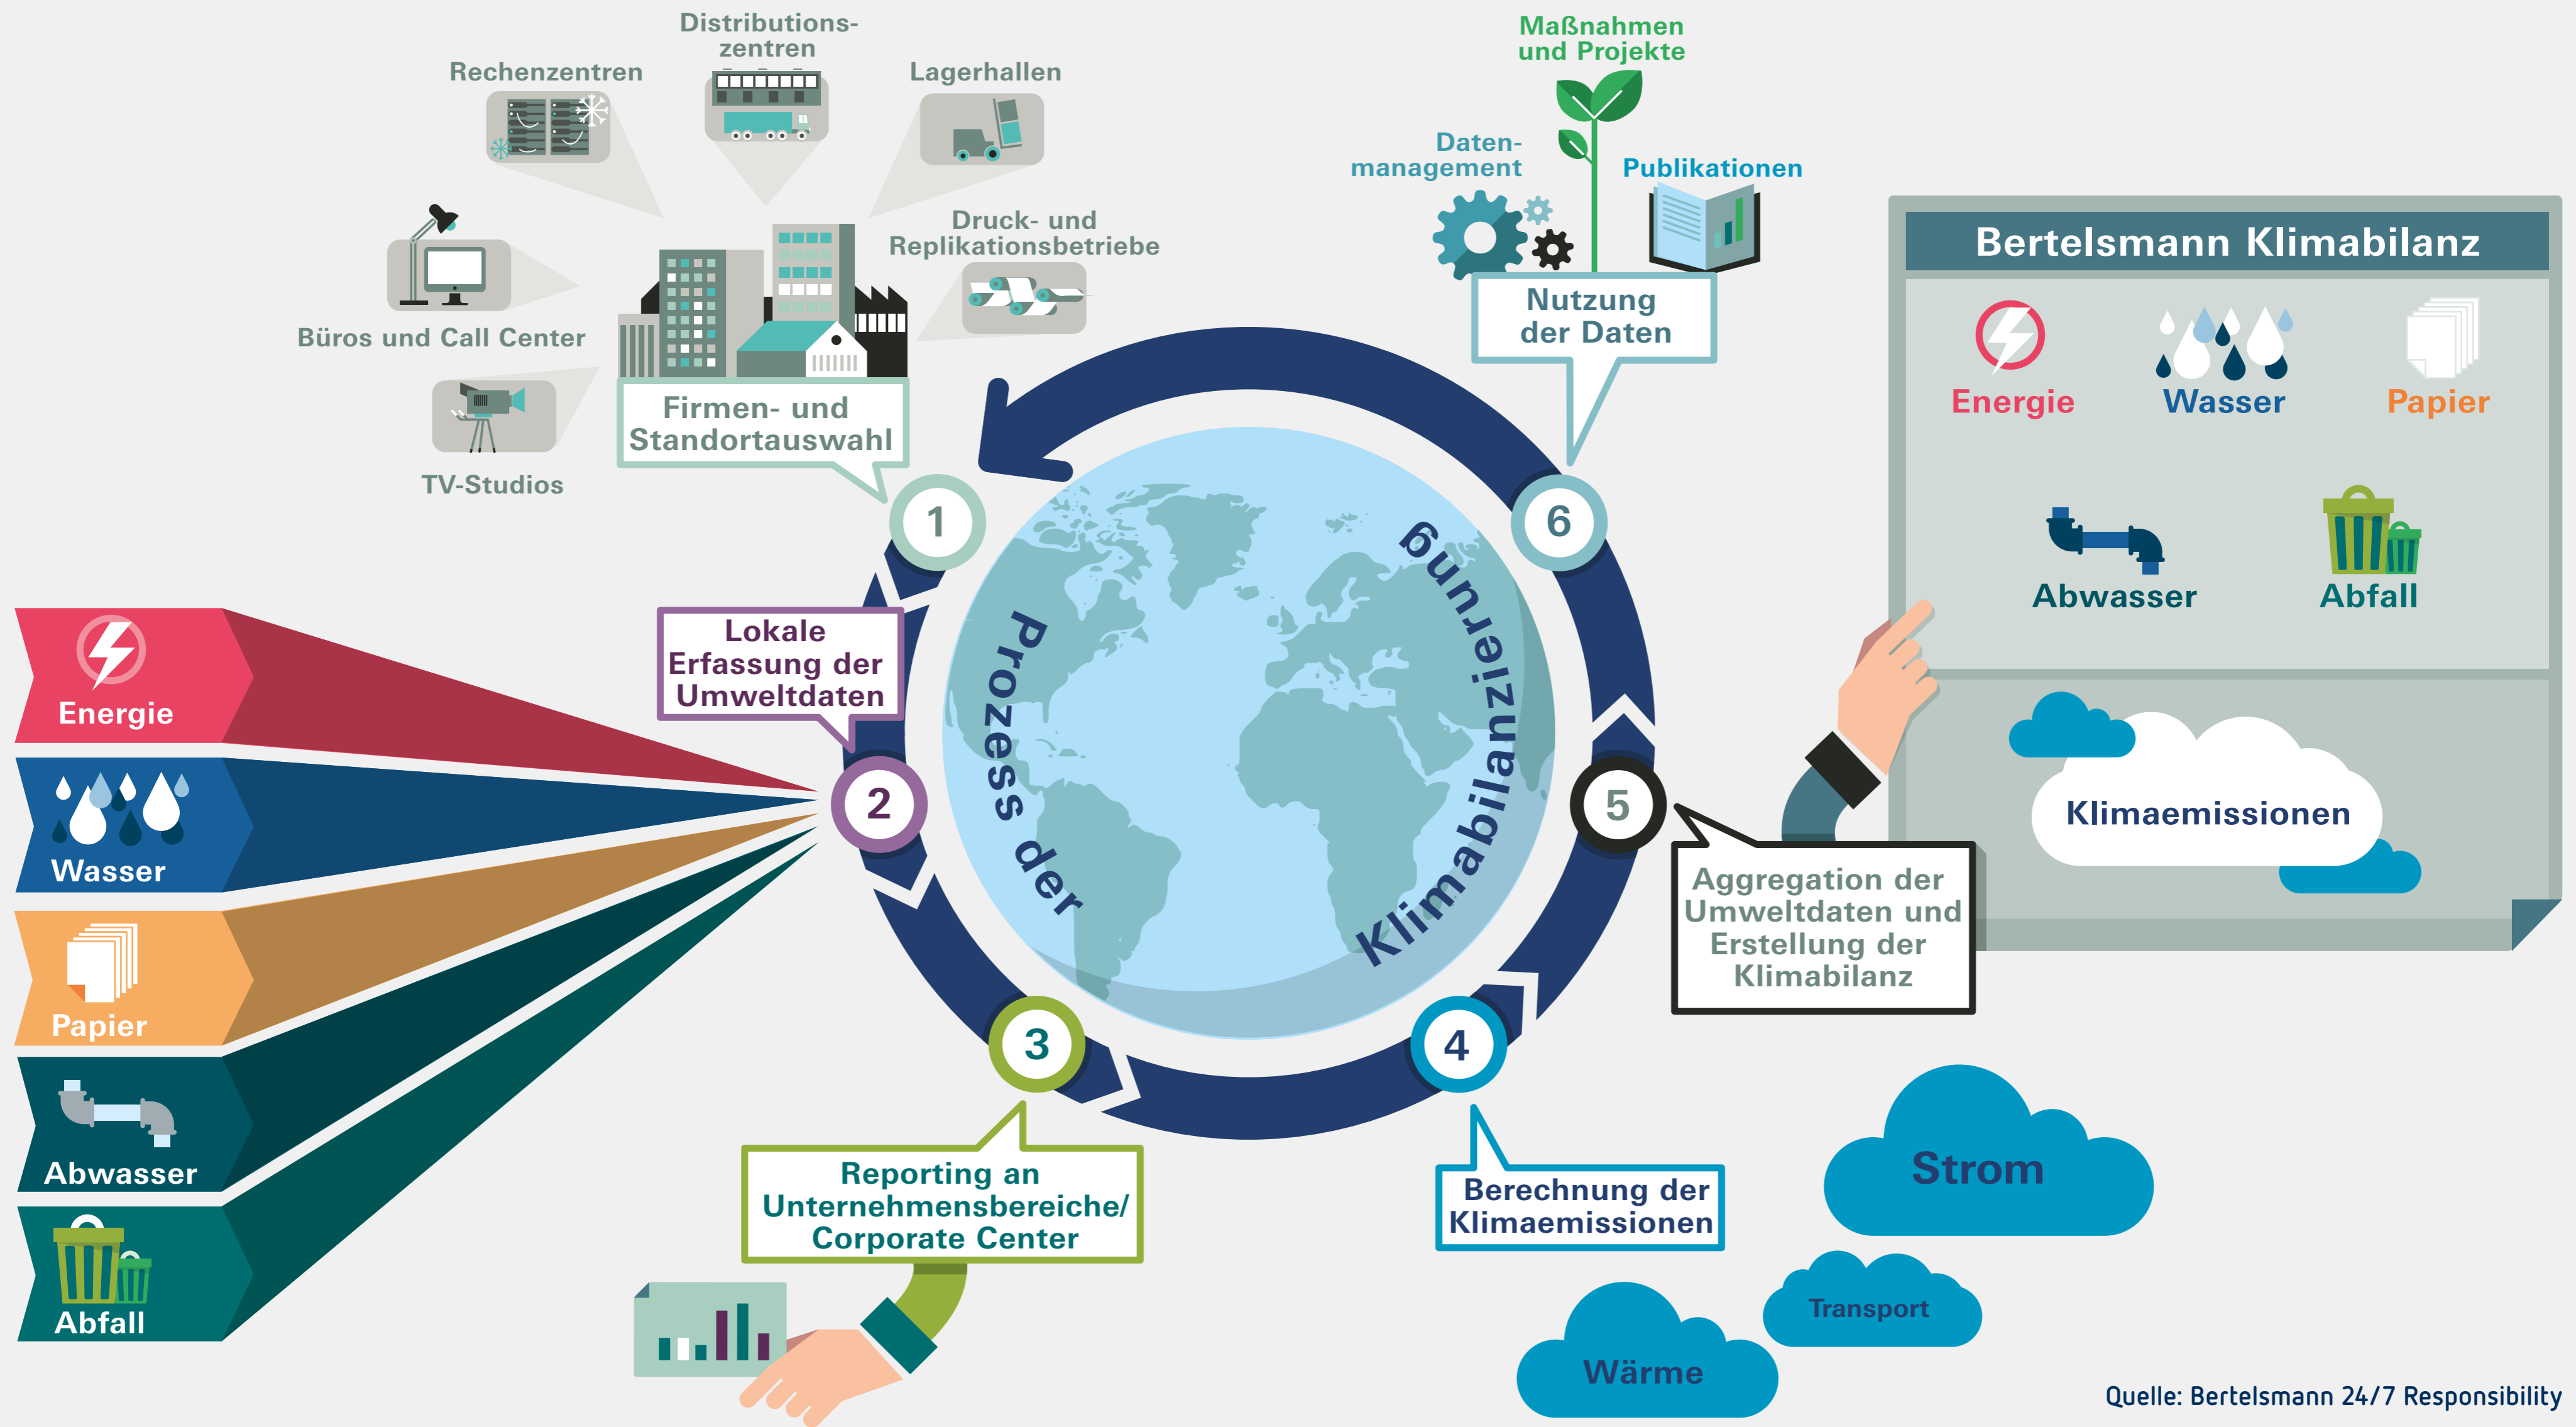 Distributions-
zentren
Rechenzentren
Lagerhallen
Druck- und
Replikationsbetriebe
Büros und Call Center
TV-Studios
Firmen- und
Standortauswahl
1
Lokale
Erfassung der
Umweltdaten
2
Energie
Wasser
Papier
Abwasser
Abfall
3
Reporting an
Unternehmensbereiche/
Corporate Center
4
Berechnung der
Klimaemissionen
Strom
Transport
Wärme
5
Aggregation der
Umweltdaten und
Erstellung der
Klimabilanz
Bertelsmann Klimabilanz
Energie
Wasser
Papier
Abwasser
Abfall
Klimaemissionen
6
Nutzung
der Daten
Daten-
management
Maßnahmen
und Projekte
Publikationen
Prozess der
Klimabilanzierung
Quelle: Bertelsmann 24/7 Responsibility